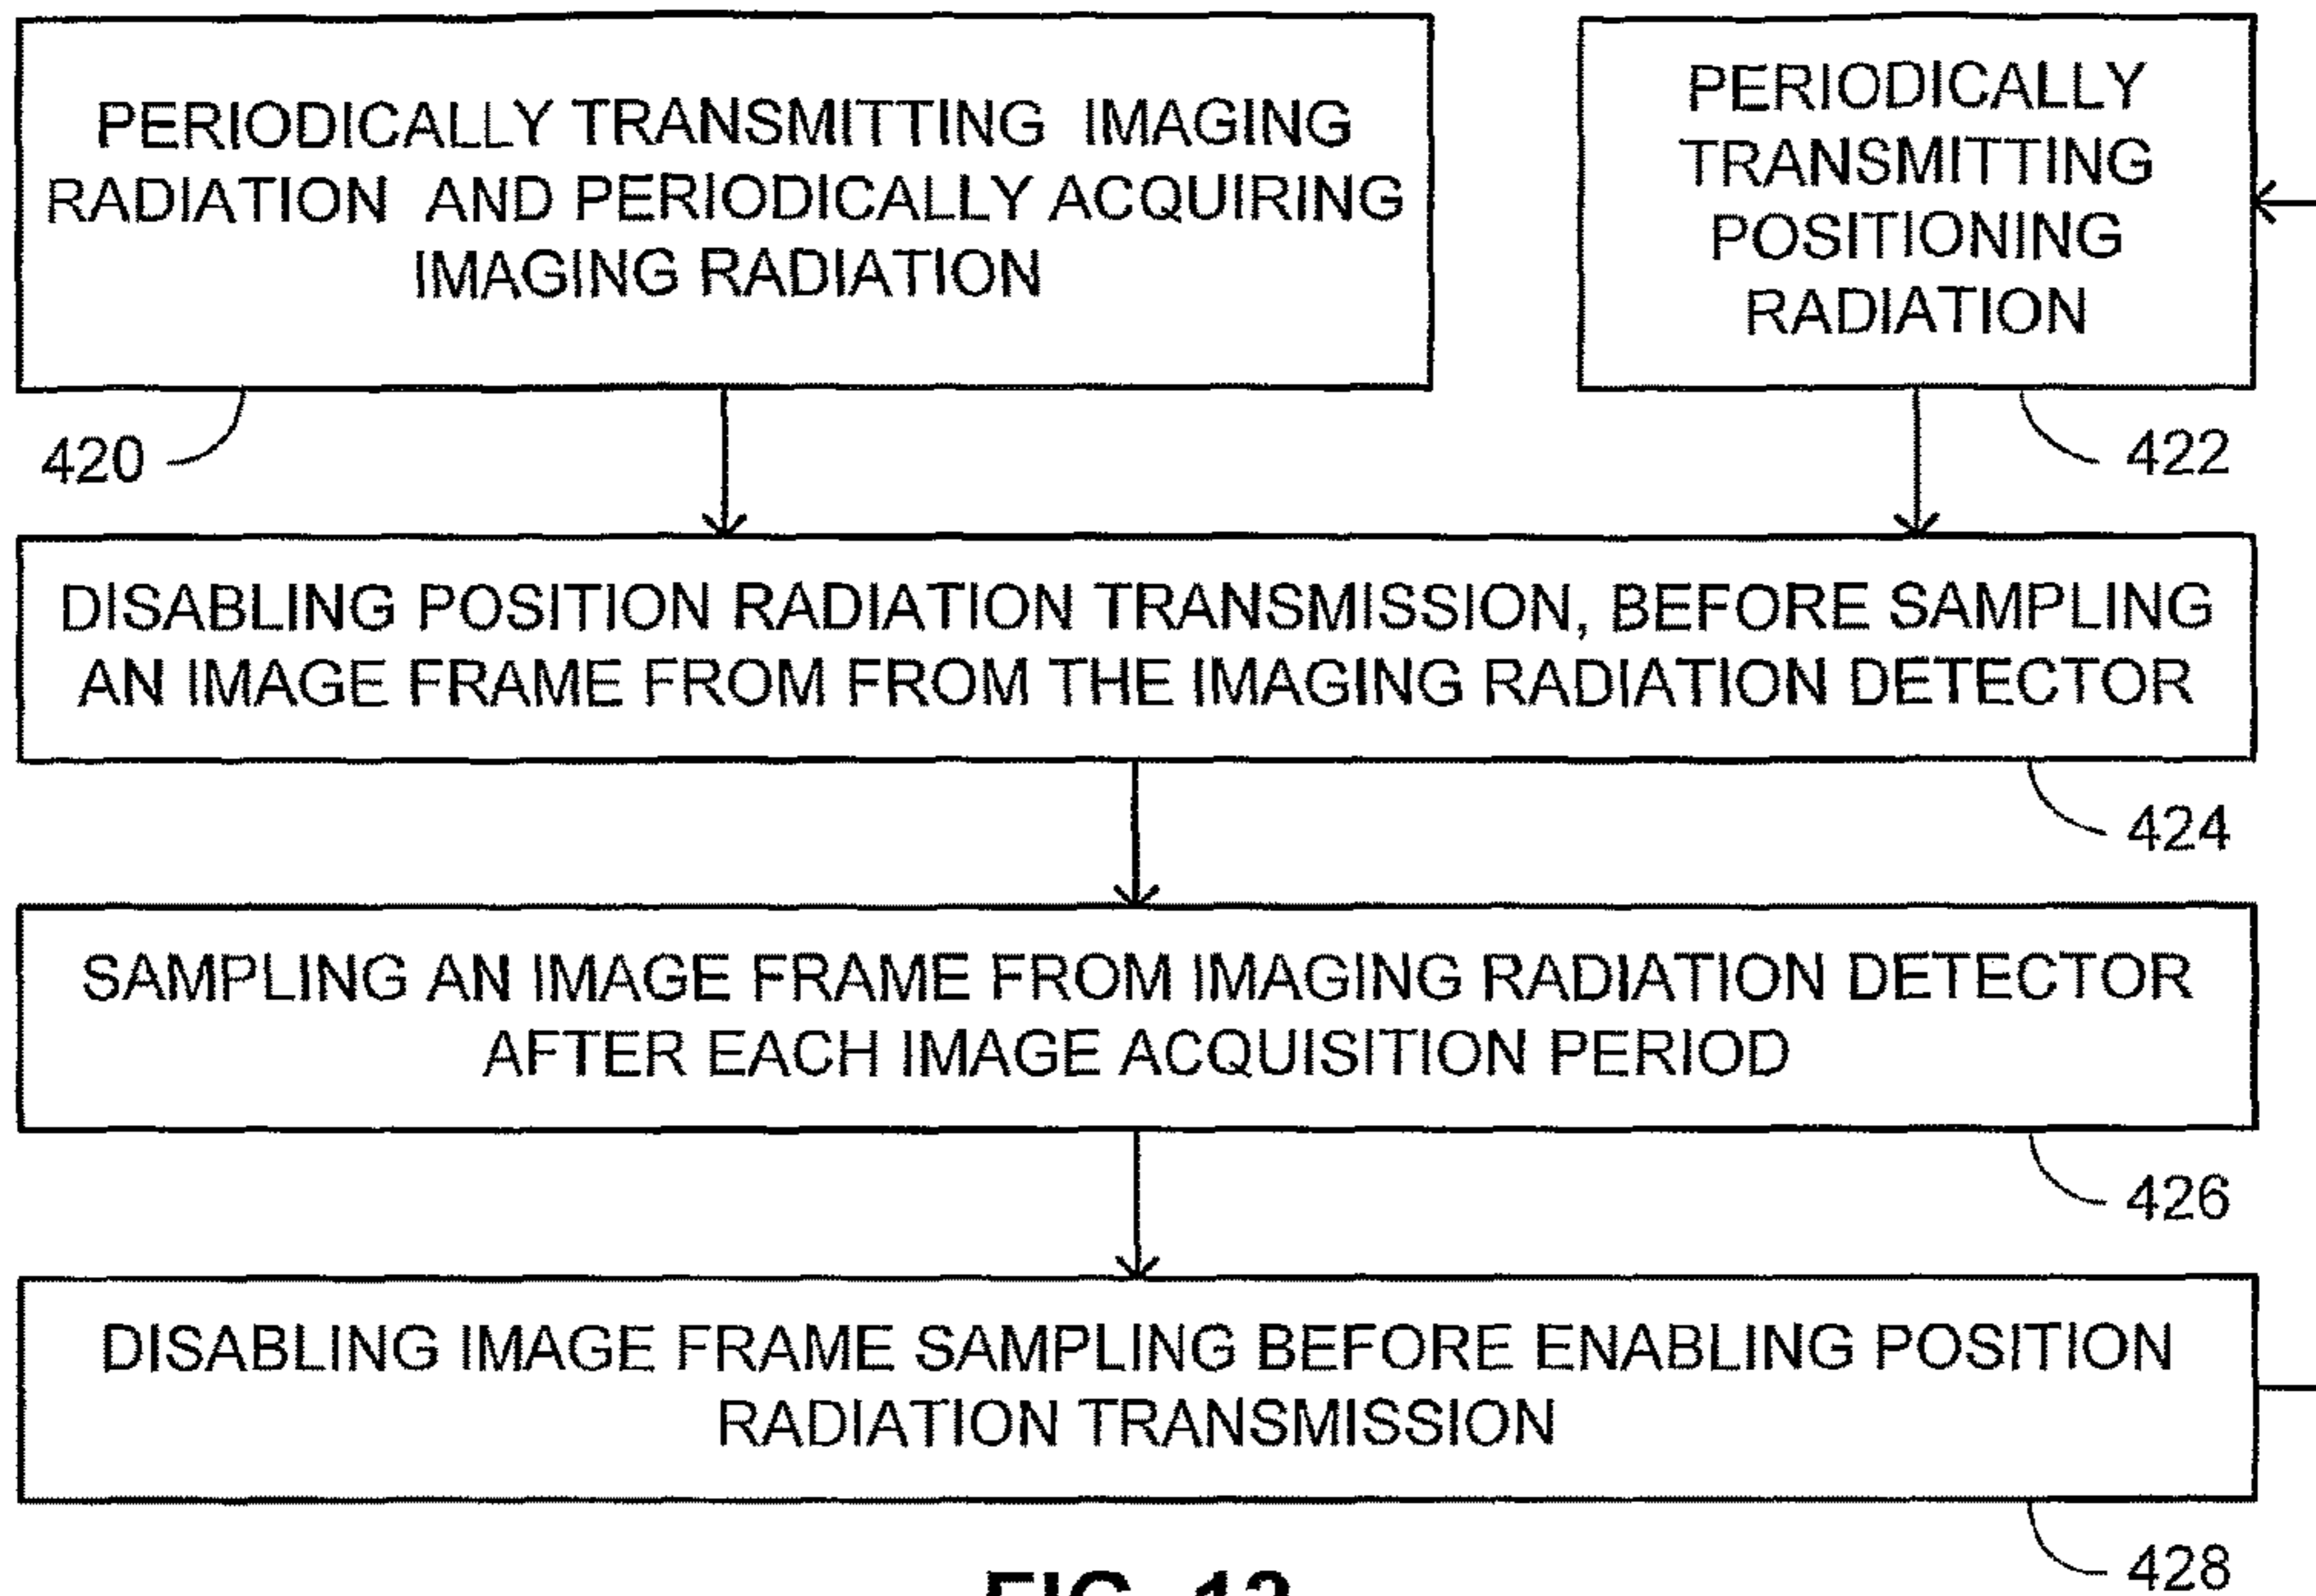 PERIODICALLY TRANSMITTING IMAGING
RADIATION AND PERIODICALLY ACQUIRING
IMAGING RADIATION
420
PERIODICALLY
TRANSMITTING
POSITIONING
RADIATION
422
DISABLING POSITION RADIATION TRANSMISSION, BEFORE SAMPLING
AN IMAGE FRAME FROM FROM THE IMAGING RADIATION DETECTOR
424
SAMPLING AN IMAGE FRAME FROM IMAGING RADIATION DETECTOR
AFTER EACH IMAGE ACQUISITION PERIOD
426
DISABLING IMAGE FRAME SAMPLING BEFORE ENABLING POSITION
RADIATION TRANSMISSION
428
FIG.